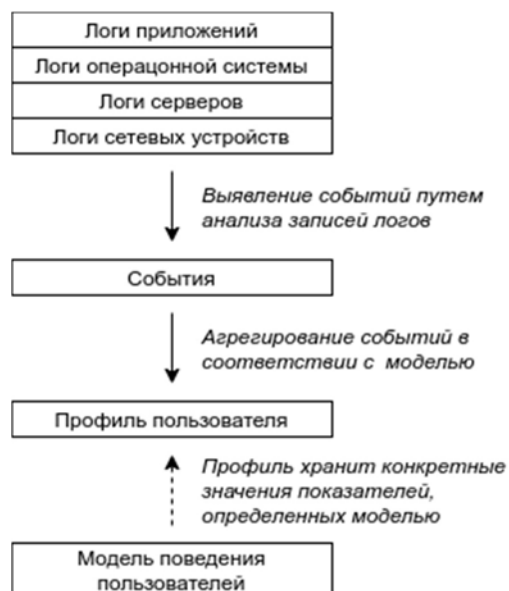 Логи приложений
Логи операцонной системы
Логи серверов
Логи сетевых устройств
Выявление событий путем
анализа записей логов
События
Агрегирование событий в
соответствии с моделью
Профиль пользователя
Профиль хранит конкретные
значения показателей,
определенных моделью
Модель поведения
пользователей